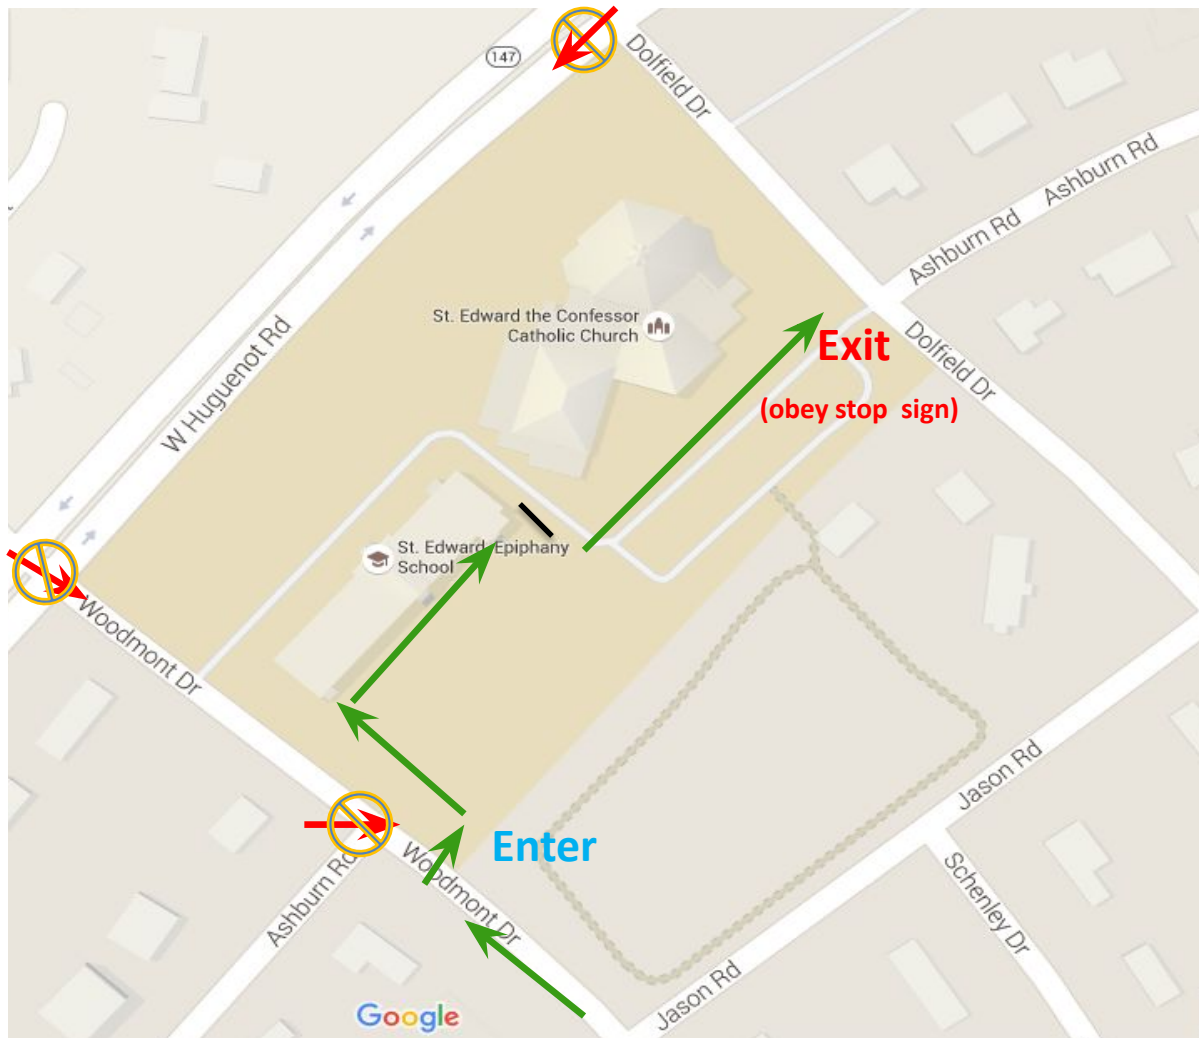 147
Dolfield Dr
Ashburn Rd
Ashburn Rd
St. Edward the Confessor
Catholic Church
W Huguenot Rd
Exit
Dolfield Dr
(obey stop sign)
St. Edward-Epiphany
School
Woodmont Dr
Enter
Ashburn Rd
Woodmont Dr
Jason Rd
Schenley Dr
Jason Rd
Google